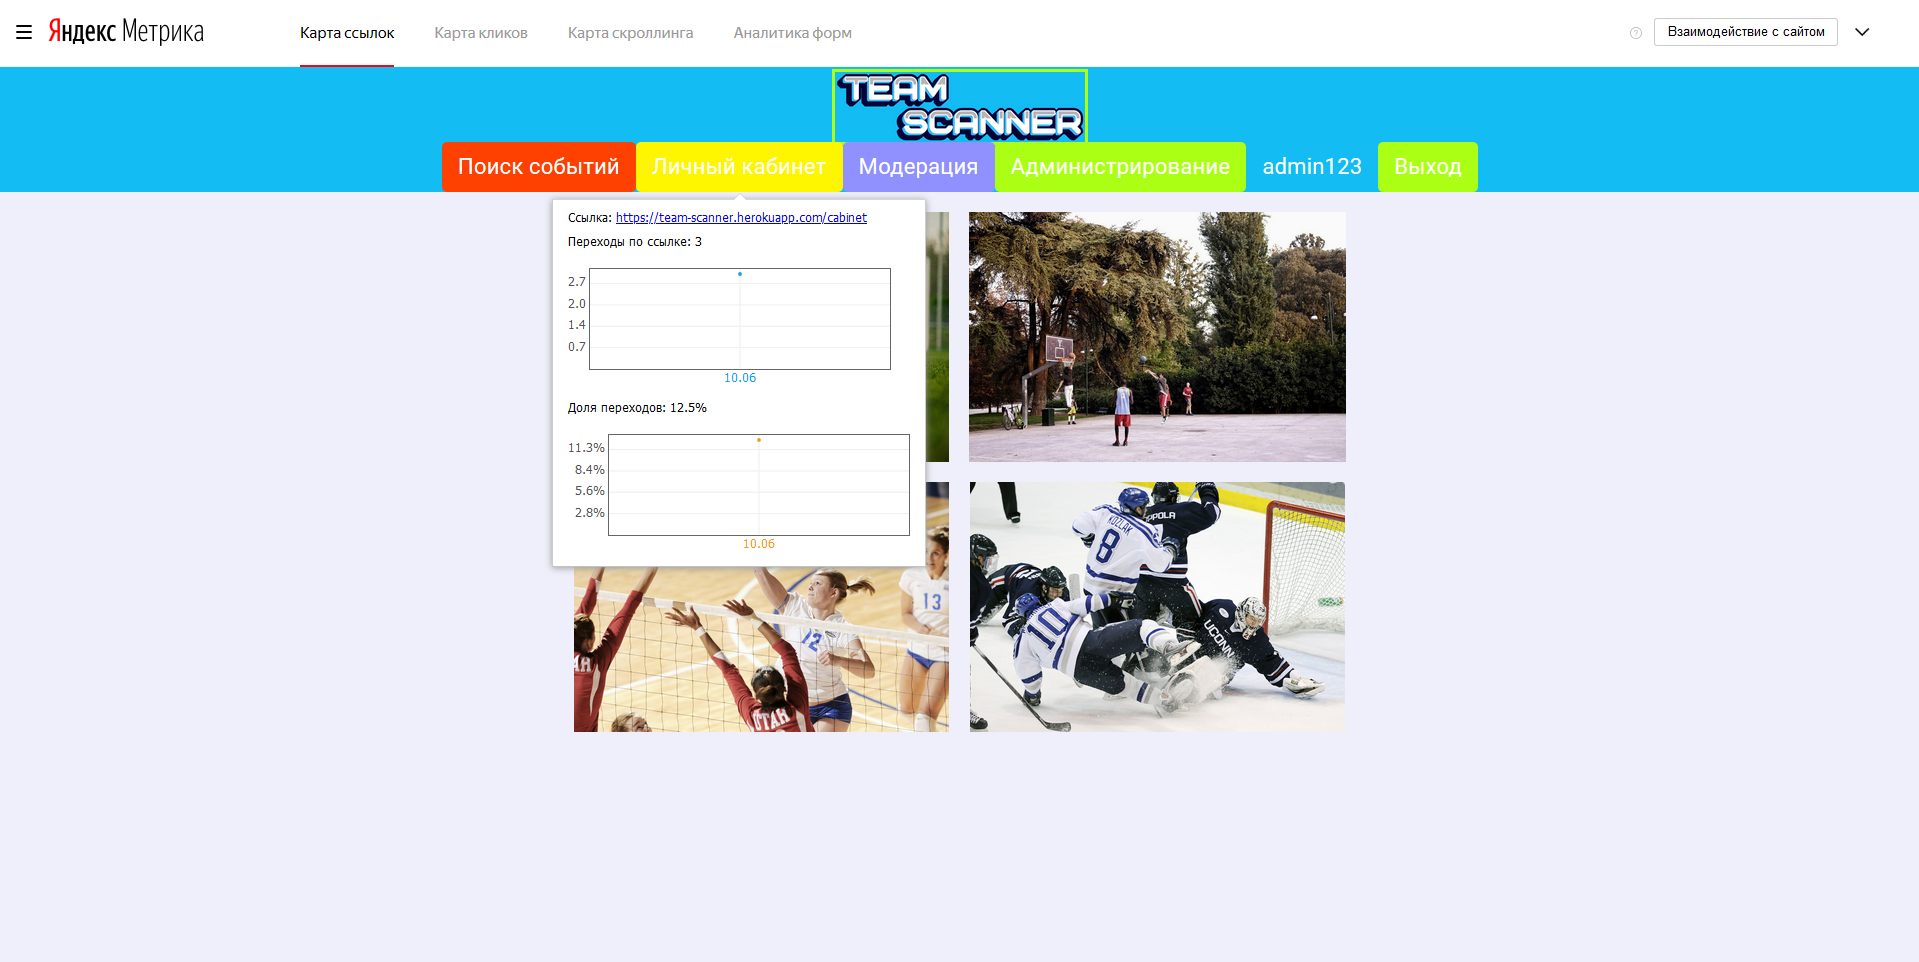 Яндекс Метрика
Карта ссылок
Карта кликов
Карта скроллинга
Аналитика форм
?
Взаимодействие с сайтом
TEAM
SCANNER
Поиск событий
Личный кабинет
Модерация
Администрирование
admin123
Выход
Ссылка: https://team-scanner.herokuapp.com/cabinet
Переходы по ссылке: 3
2.7
2.0
1.4
0.7
10.06
Доля переходов: 12.5%
11.3%
8.4%
5.6%
2.8%
10.06
13
12
UTAH
KOZLAK
8
10
UCONN